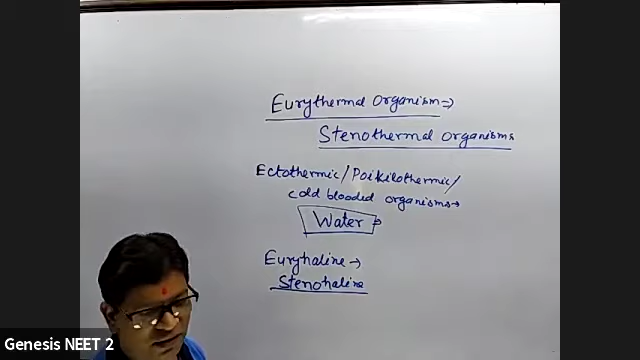 Eurythermal Organism ⇒
Stenothermal Organisms
Ectothermic/Poikilothermic/
cold blooded organisms→
Water ⇒
Euryhaline →
Stenohaline
Genesis NEET 2